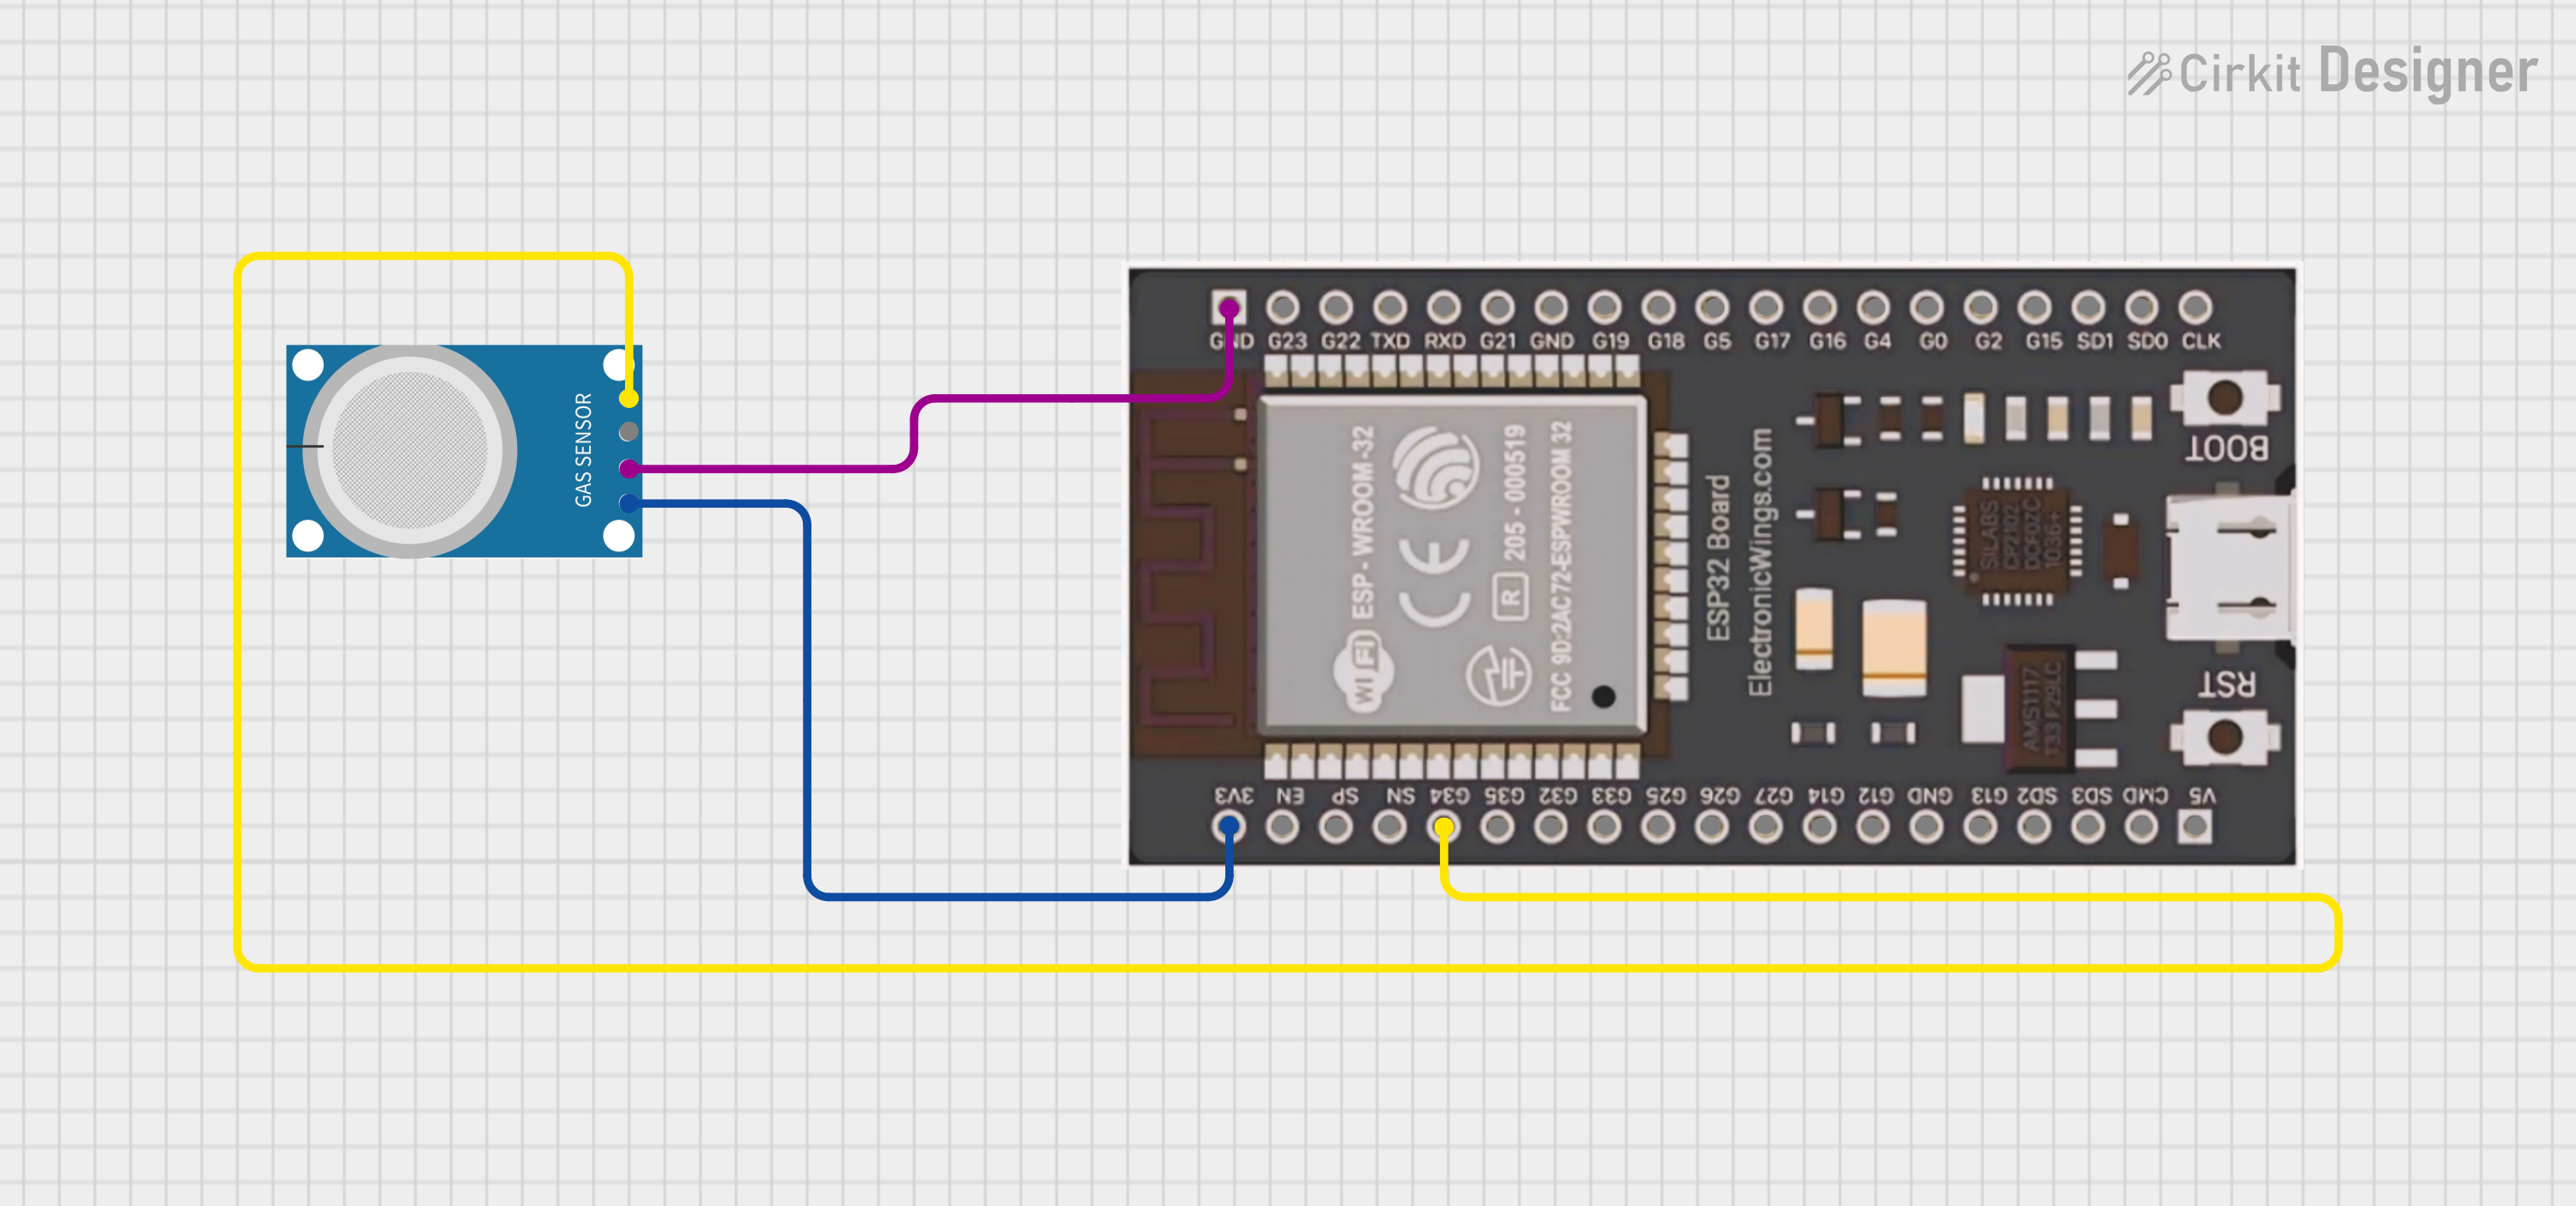 Cirkit Designer
GAS SENSOR
GND G23 G22 TXD RXD G21 GND G19 G18 G5 G17 G16 G4 G0 G2 G15 SD1 SD0 CLK
BOOT
WiFi ESP-WROOM-32
CE
R 205-000519
FCC 9D:2AC72-ESPWROOM 32
ESP32 Board
ElectronicWings.com
SILABS
CP2102
DCF0ZC
1036+
AMS1117
RST
3V3 EN SP SN G34 G35 G32 G33 G25 G26 G27 G14 G12 GND G13 SD2 SD3 CMD V5